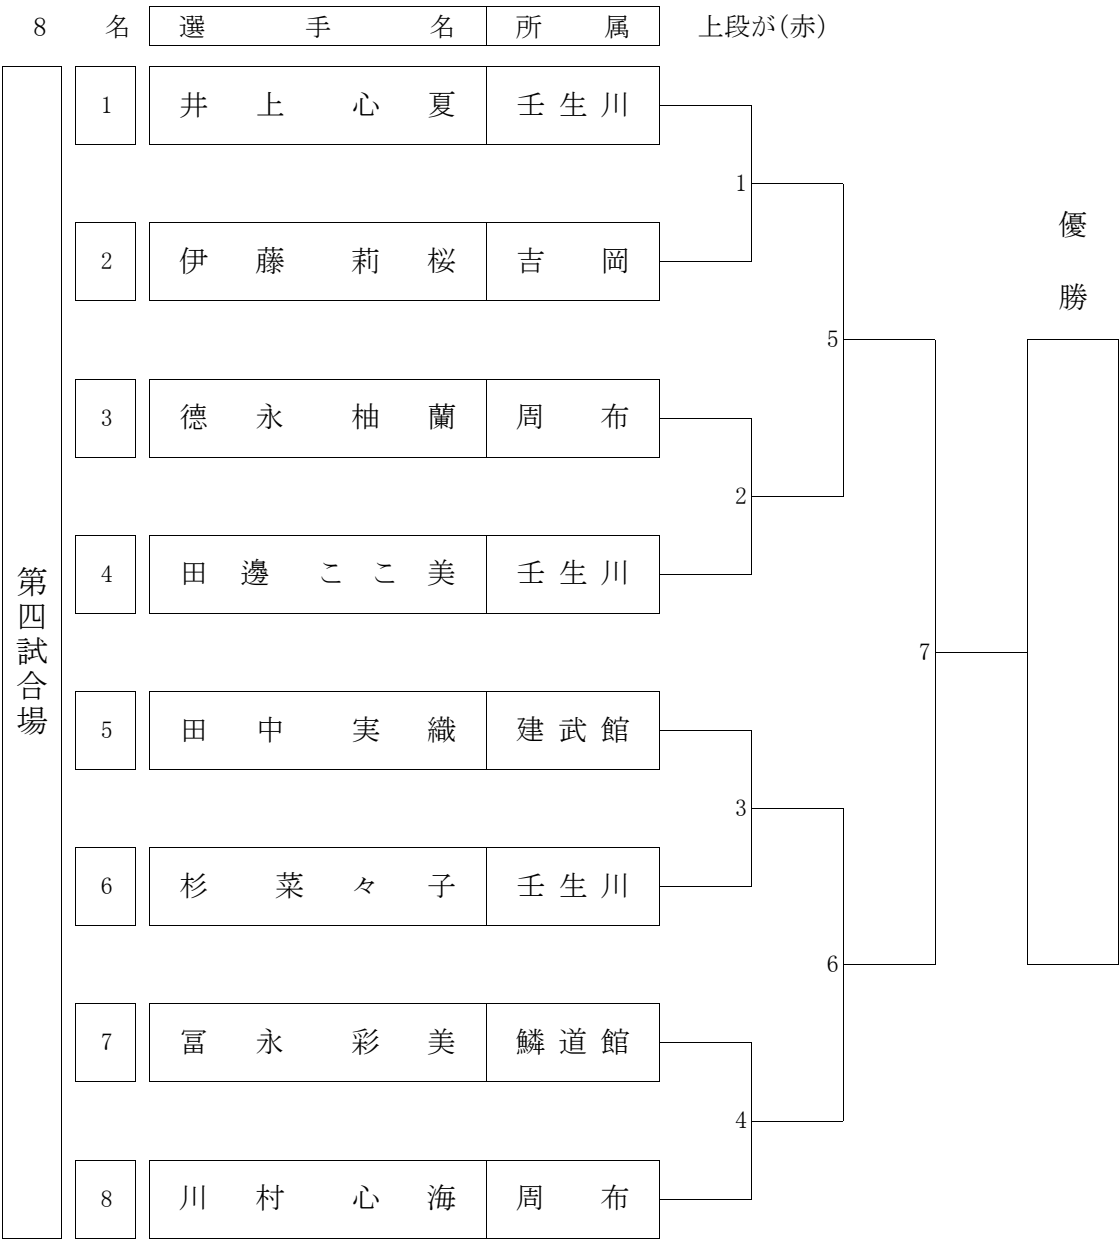 8 名 選手名 所属 上段が(赤)
第四試合場
1 井上 心夏 壬生川
1
2 伊藤 莉桜 吉岡
優勝
5
3 德永 柚蘭 周布
2
4 田邊 ここ美 壬生川
7
5 田中 実織 建武館
3
6 杉 菜々子 壬生川
6
7 冨永 彩美 鱗道館
4
8 川村 心海 周布